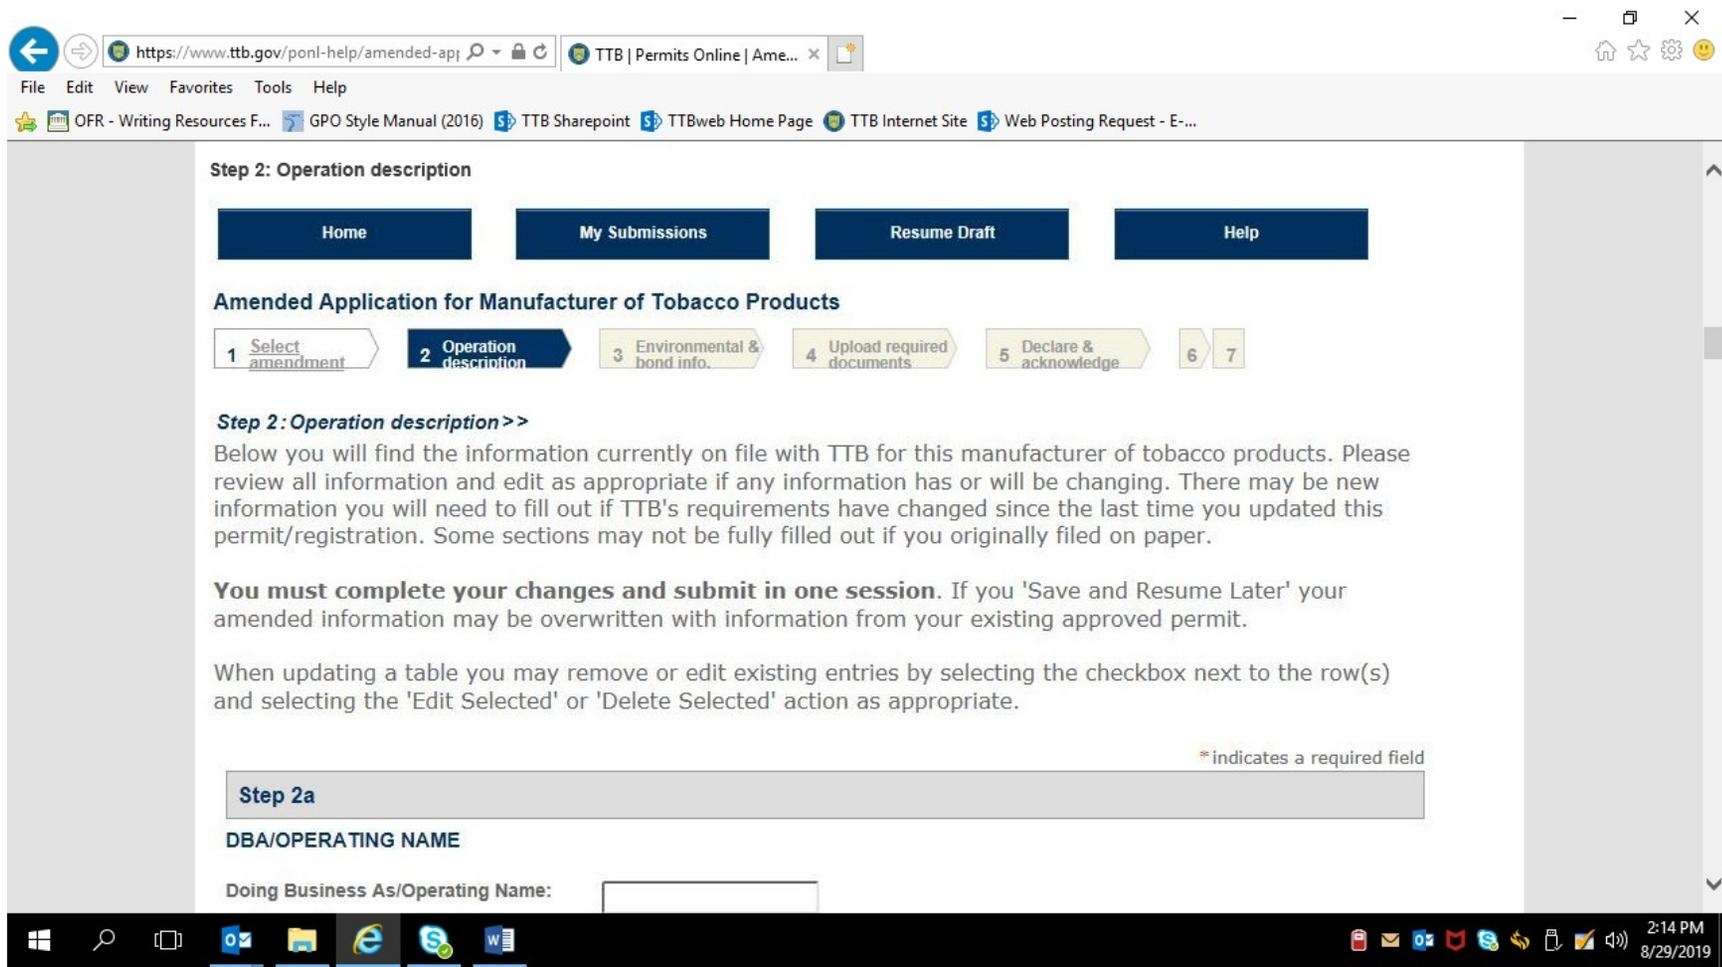 https://www.ttb.gov/ponl-help/amended-ap
TTB | Permits Online | Ame...
File Edit View Favorites Tools Help
OFR - Writing Resources F... GPO Style Manual (2016) TTB Sharepoint TTBweb Home Page TTB Internet Site Web Posting Request - E-...
Step 2: Operation description
Home My Submissions Resume Draft Help
Amended Application for Manufacturer of Tobacco Products
1 Select amendment 2 Operation description 3 Environmental & bond info. 4 Upload required documents 5 Declare & acknowledge 6 7
Step 2: Operation description>>
Below you will find the information currently on file with TTB for this manufacturer of tobacco products. Please
review all information and edit as appropriate if any information has or will be changing. There may be new
information you will need to fill out if TTB's requirements have changed since the last time you updated this
permit/registration. Some sections may not be fully filled out if you originally filed on paper.
You must complete your changes and submit in one session. If you 'Save and Resume Later' your
amended information may be overwritten with information from your existing approved permit.
When updating a table you may remove or edit existing entries by selecting the checkbox next to the row(s)
and selecting the 'Edit Selected' or 'Delete Selected' action as appropriate.
*indicates a required field
Step 2a
DBA/OPERATING NAME
Doing Business As/Operating Name:
2:14 PM
8/29/2019